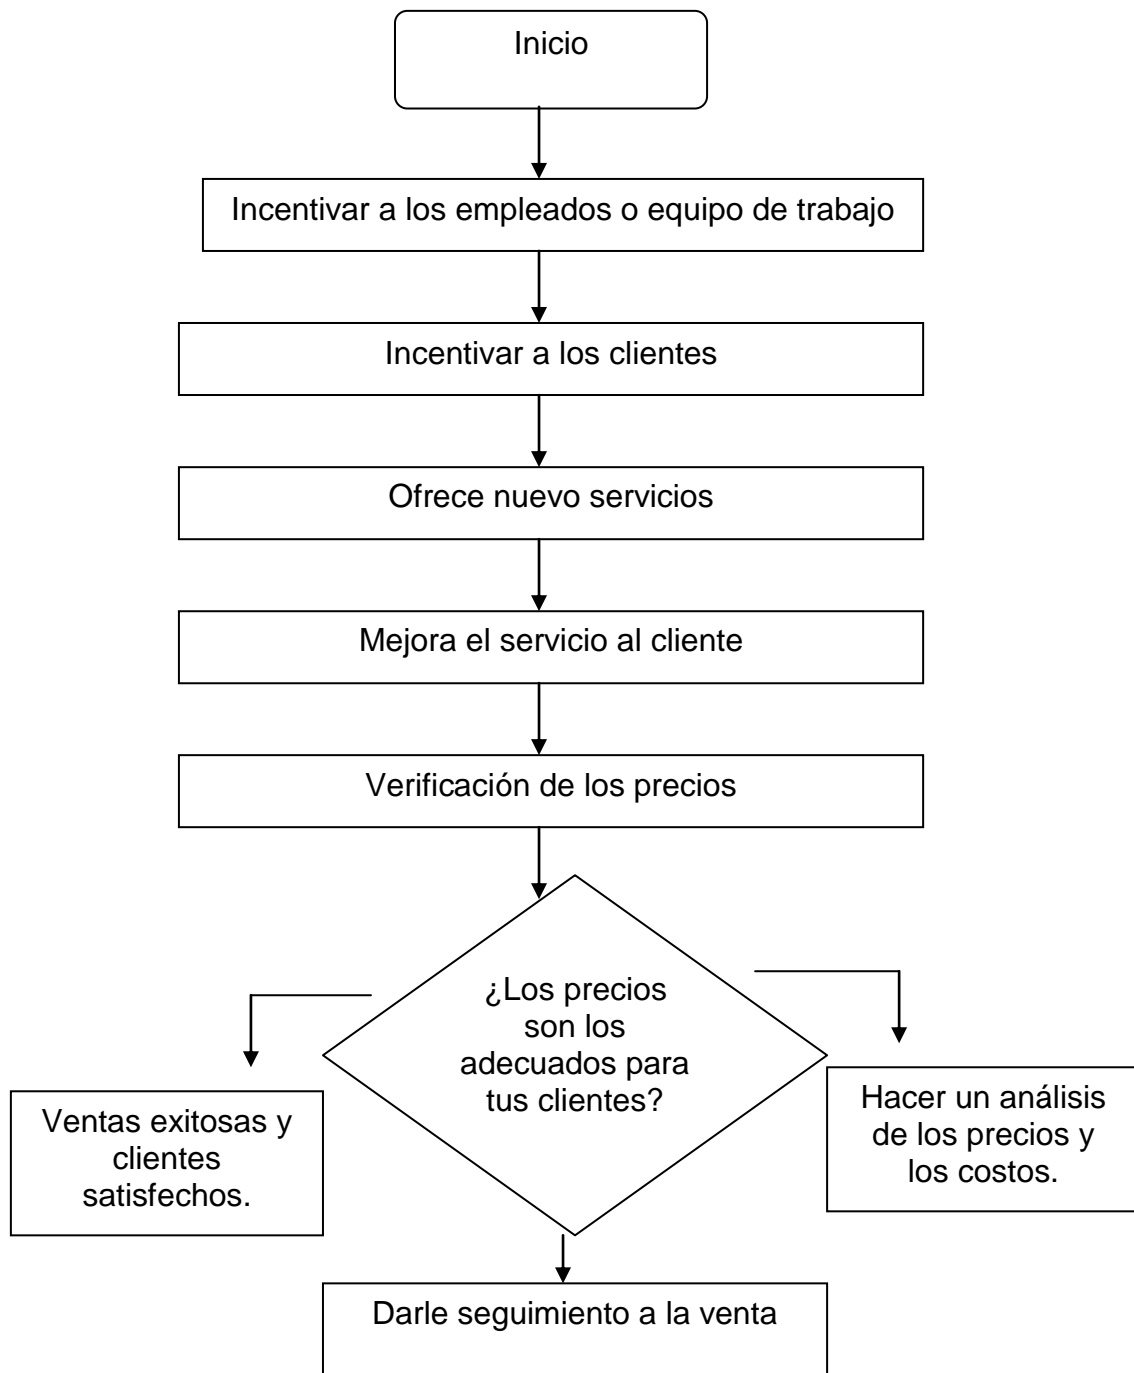 Inicio
Incentivar a los empleados o equipo de trabajo
Incentivar a los clientes
Ofrece nuevo servicios
Mejora el servicio al cliente
Verificación de los precios
¿Los precios
son los
adecuados para
tus clientes?
Ventas exitosas y
clientes
satisfechos.
Hacer un análisis
de los precios y
los costos.
Darle seguimiento a la venta